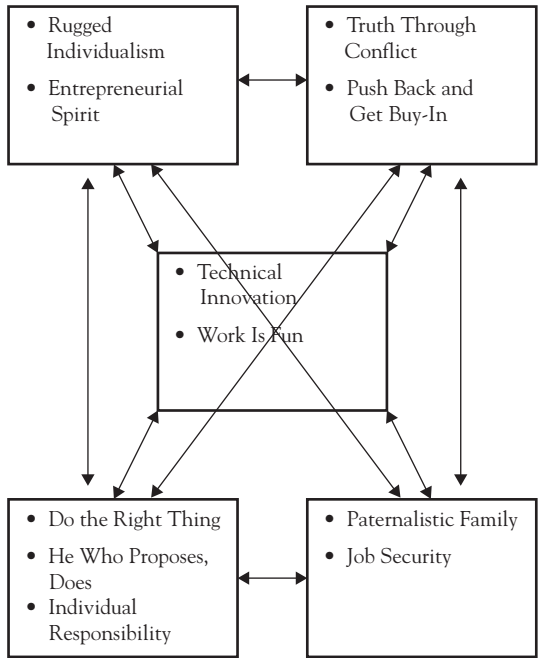 • Rugged
Individualism
• Entrepreneurial
Spirit
• Truth Through
Conflict
• Push Back and
Get Buy-In
• Technical
Innovation
• Work Is Fun
• Do the Right Thing
• He Who Proposes,
Does
• Individual
Responsibility
• Paternalistic Family
• Job Security